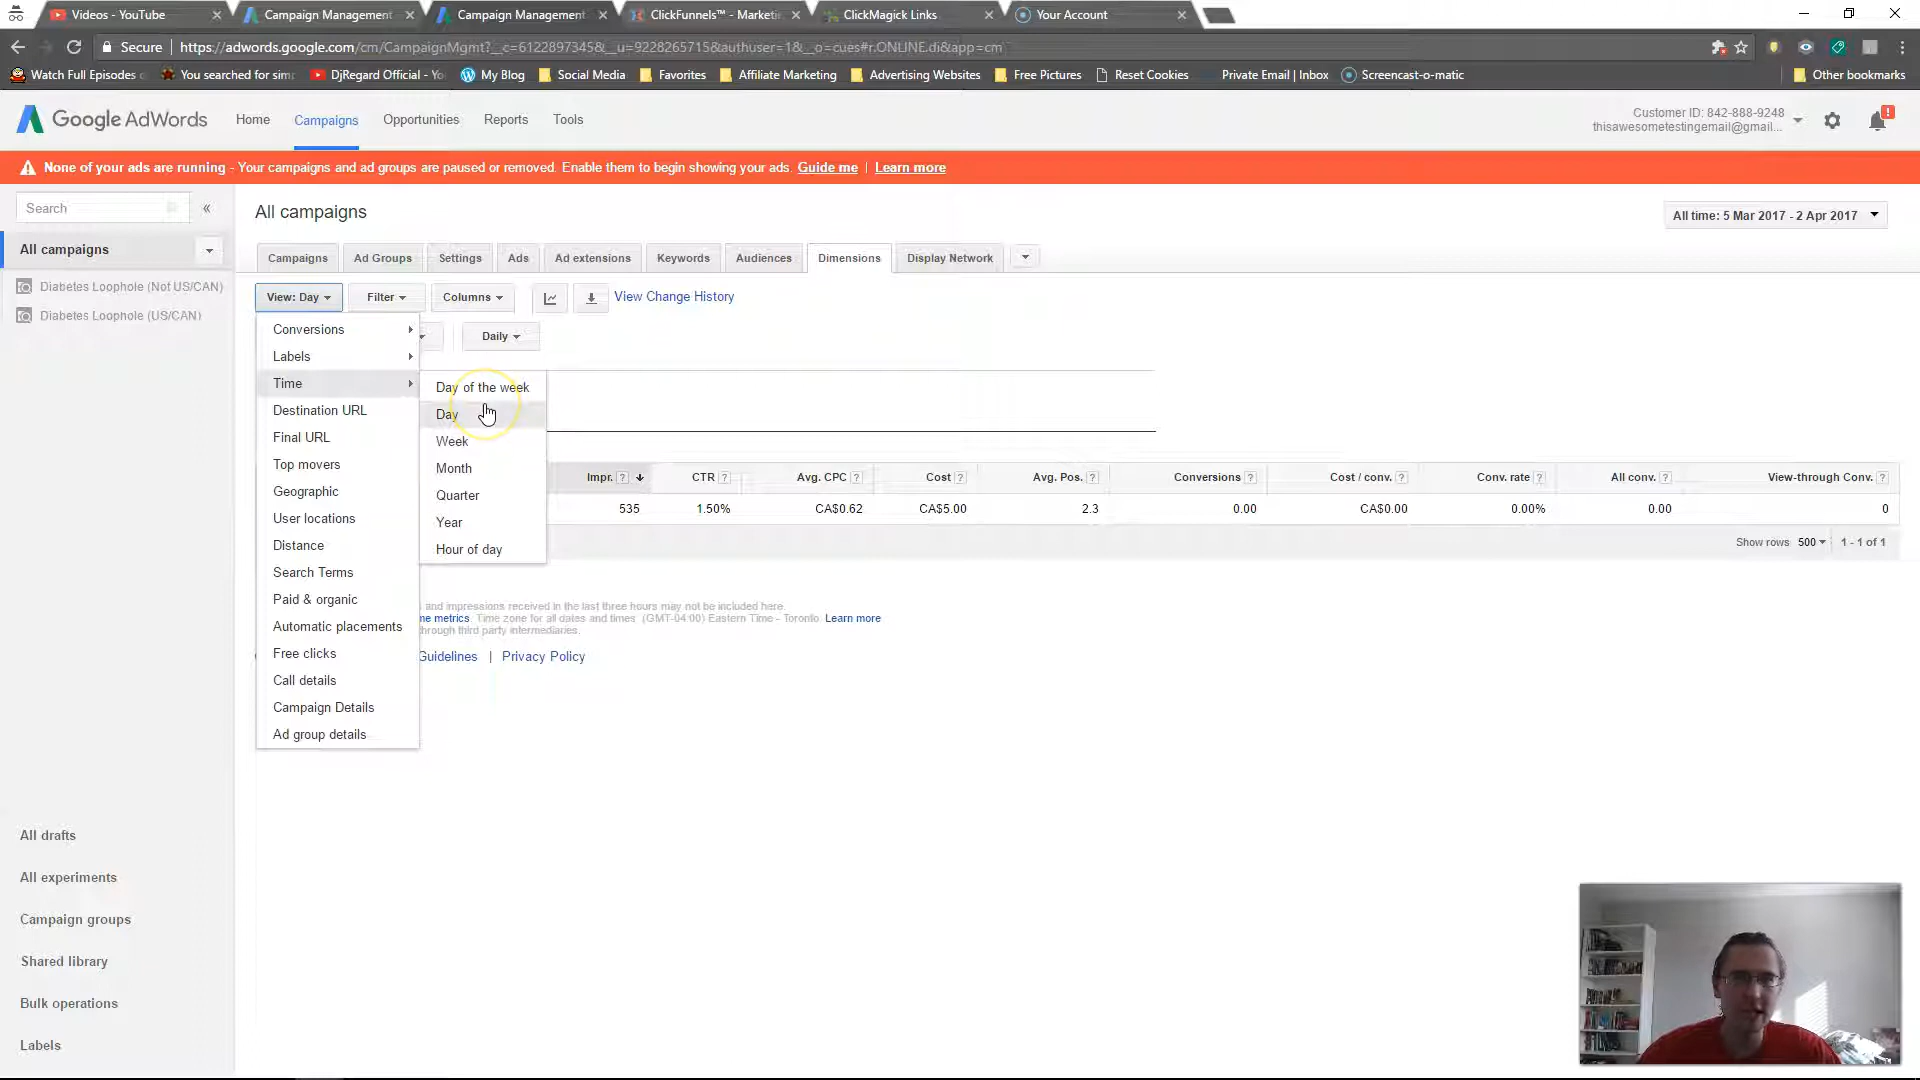 Videos - YouTube
Campaign Management
Campaign Management
ClickFunnels™ - Marketi
ClickMagick Links
Your Account
Secure
https://adwords.google.com/cm/CampaignMgmt?__c=6122897345&__u=9228265715&authuser=1&__o=cues#r.ONLINE.di&app=cm
Watch Full Episodes
You searched for sim
DjRegard Official - Yo
My Blog
Social Media
Favorites
Affiliate Marketing
Advertising Websites
Free Pictures
Reset Cookies
Private Email | Inbox
Screencast-o-matic
Other bookmarks
Google AdWords
Home
Campaigns
Opportunities
Reports
Tools
Customer ID: 842-888-9248
thisawesometestingemail@gmail...
!
None of your ads are running - Your campaigns and ad groups are paused or removed. Enable them to begin showing your ads. Guide me | Learn more
Search
«
All campaigns
All time: 5 Mar 2017 - 2 Apr 2017
All campaigns
Diabetes Loophole (Not US/CAN)
Diabetes Loophole (US/CAN)
Campaigns
Ad Groups
Settings
Ads
Ad extensions
Keywords
Audiences
Dimensions
Display Network
View: Day
Filter
Columns
View Change History
Daily
Conversions
Labels
Time
Destination URL
Final URL
Top movers
Geographic
User locations
Distance
Search Terms
Paid & organic
Automatic placements
Free clicks
Call details
Campaign Details
Ad group details
Day of the week
Day
Week
Month
Quarter
Year
Hour of day
Impr. ?
CTR ?
Avg. CPC ?
Cost ?
Avg. Pos. ?
Conversions ?
Cost / conv. ?
Conv. rate ?
All conv. ?
View-through Conv. ?
535
1.50%
CA$0.62
CA$5.00
2.3
0.00
CA$0.00
0.00%
0.00
0
Show rows 500
1 - 1 of 1
and impressions received in the last three hours may not be included here.
me metrics. Time zone for all dates and times: (GMT-04:00) Eastern Time - Toronto. Learn more
through third party intermediaries.
Guidelines | Privacy Policy
All drafts
All experiments
Campaign groups
Shared library
Bulk operations
Labels